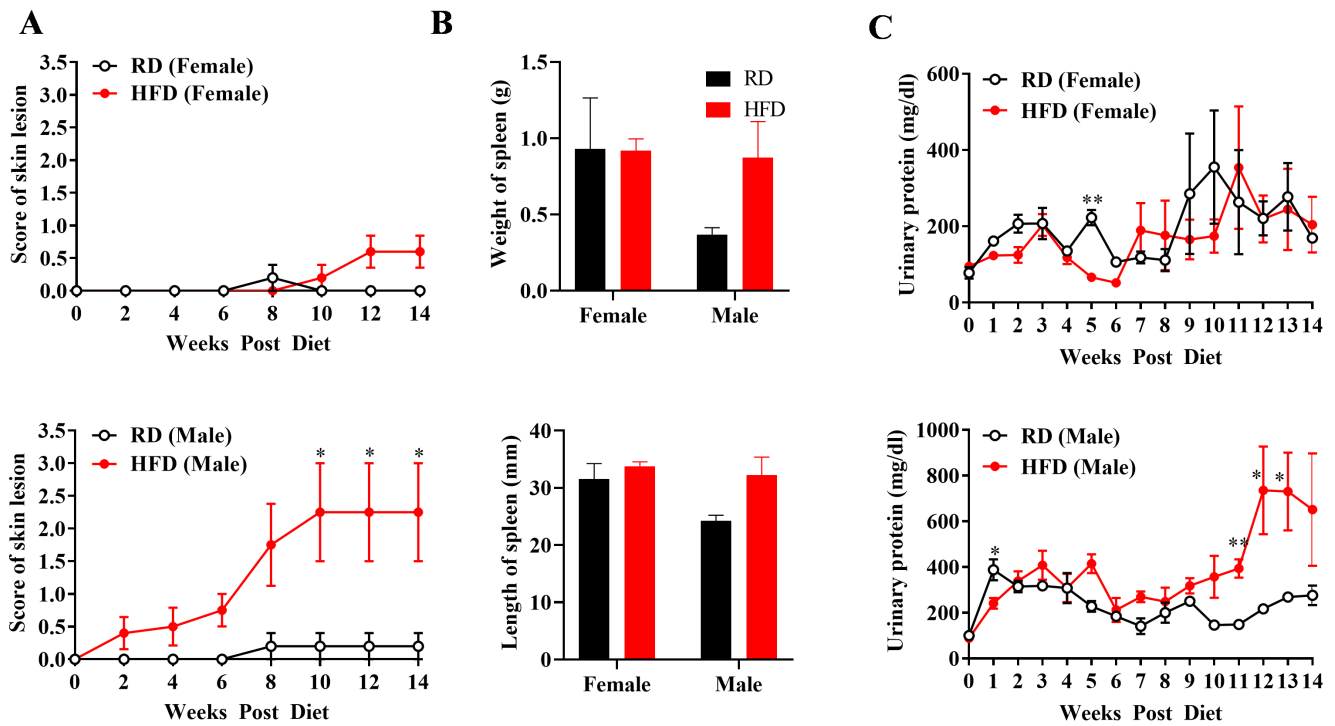 A
RD (Female)
HFD (Female)
Score of skin lesion
3.5
3.0
2.5
2.0
1.5
1.0
0.5
0.0
0 2 4 6 8 10 12 14
Weeks Post Diet
RD (Male)
HFD (Male)
Score of skin lesion
3.5
3.0
2.5
2.0
1.5
1.0
0.5
0.0
* * *
0 2 4 6 8 10 12 14
Weeks Post Diet
B
RD
HFD
Weight of spleen (g)
1.5
1.0
0.5
0.0
Female Male
Length of spleen (mm)
40
30
20
10
0
Female Male
C
RD (Female)
HFD (Female)
Urinary protein (mg/dl)
600
400
200
0
**
0 1 2 3 4 5 6 7 8 9 10 11 12 13 14
Weeks Post Diet
RD (Male)
HFD (Male)
Urinary protein (mg/dl)
1000
800
600
400
200
0
* ** * *
0 1 2 3 4 5 6 7 8 9 10 11 12 13 14
Weeks Post Diet